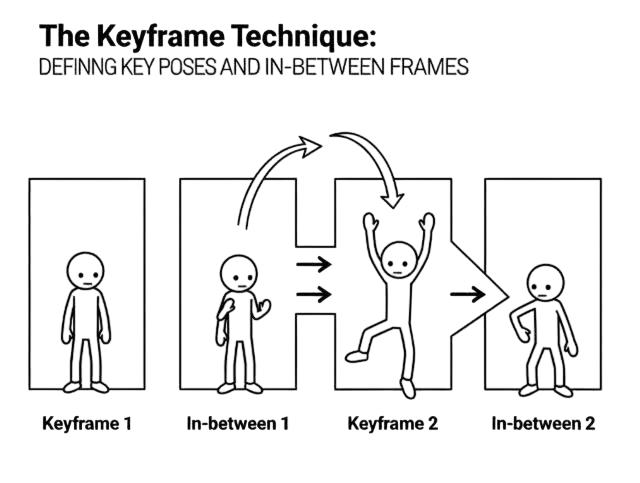 The Keyframe Technique:
DEFINNG KEY POSES AND IN-BETWEEN FRAMES
Keyframe 1
In-between 1
Keyframe 2
In-between 2